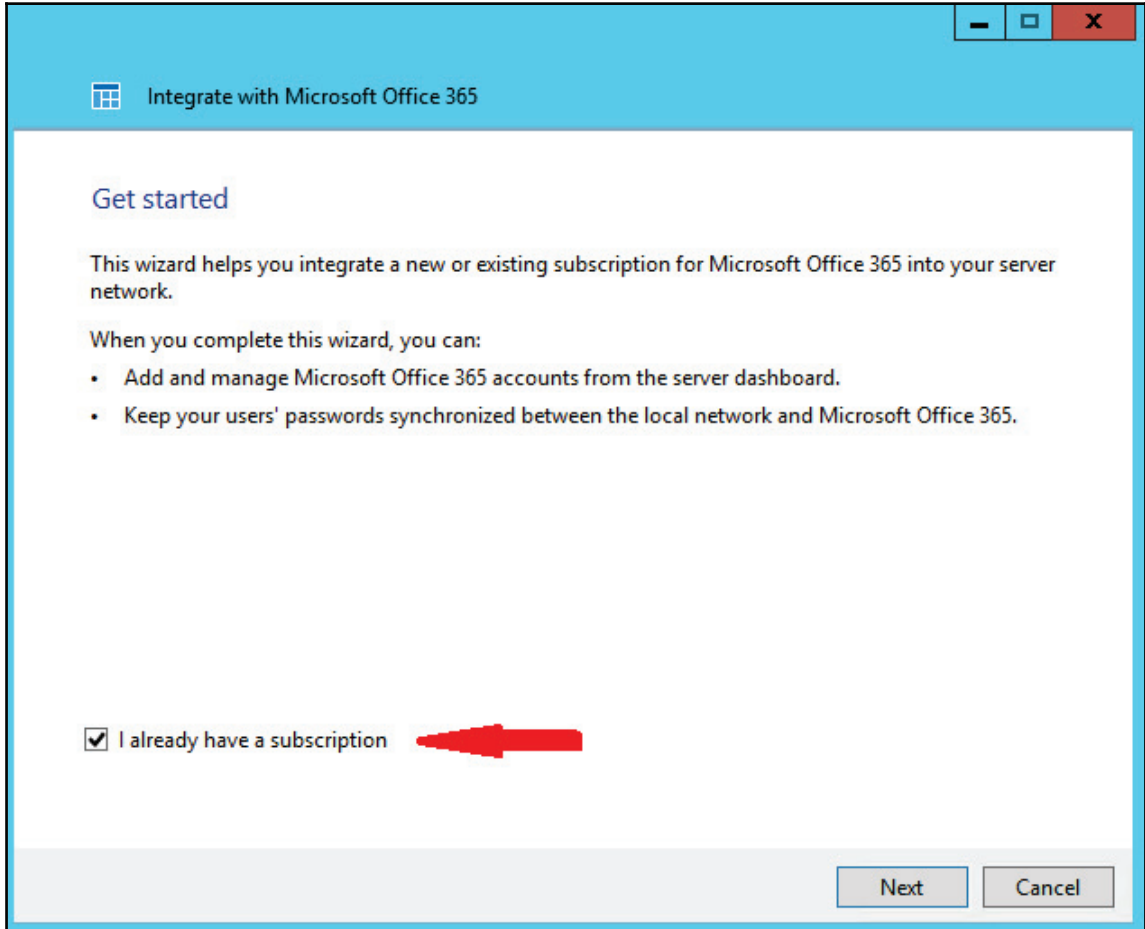 Integrate with Microsoft Office 365
Get started
This wizard helps you integrate a new or existing subscription for Microsoft Office 365 into your server
network.
When you complete this wizard, you can:
• Add and manage Microsoft Office 365 accounts from the server dashboard.
• Keep your users' passwords synchronized between the local network and Microsoft Office 365.
I already have a subscription
Next Cancel